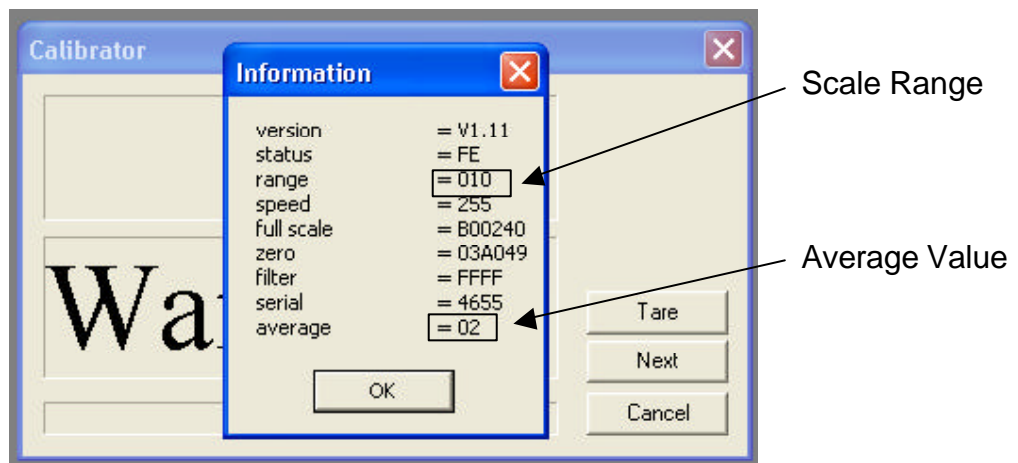 Calibrator
Information
version = V1.11
status = FE
range = 010
speed = 255
full scale = B00240
zero = 03A049
filter = FFFF
serial = 4655
average = 02
OK
Wa
Tare
Next
Cancel
Scale Range
Average Value